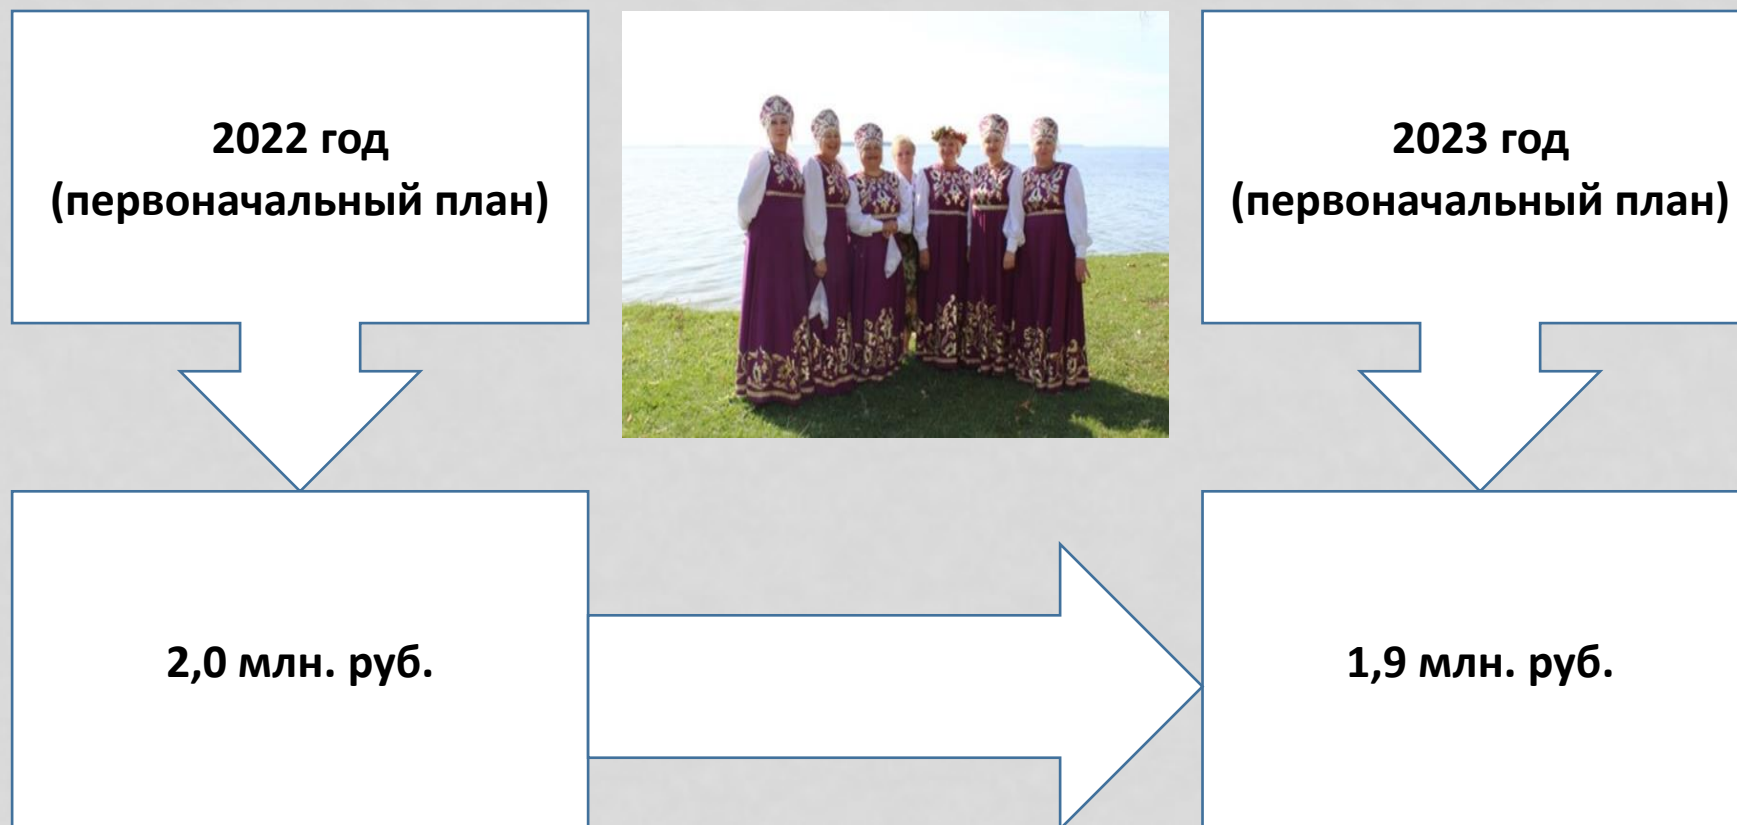 2022 год
(первоначальный план)
2023 год
(первоначальный план)
2,0 млн. руб.
1,9 млн. руб.